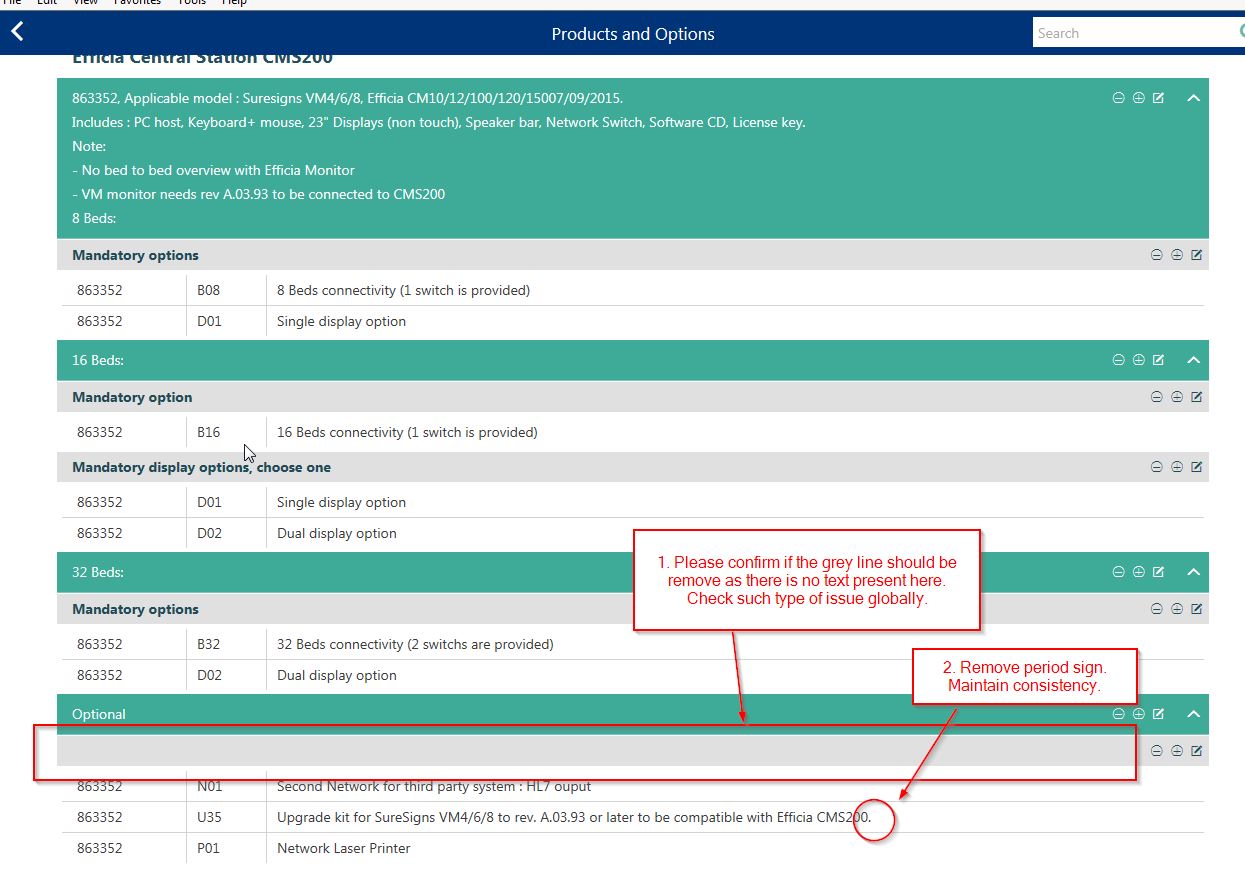 File Edit View Favorites Tools Help
Products and Options
Search
Efficia Central Station CMS200
863352, Applicable model : Suresigns VM4/6/8, Efficia CM10/12/100/120/15007/09/2015.
Includes : PC host, Keyboard+ mouse, 23" Displays (non touch), Speaker bar, Network Switch, Software CD, License key.
Note:
- No bed to bed overview with Efficia Monitor
- VM monitor needs rev A.03.93 to be connected to CMS200
8 Beds:
Mandatory options
863352 B08 8 Beds connectivity (1 switch is provided)
863352 D01 Single display option
16 Beds:
Mandatory option
863352 B16 16 Beds connectivity (1 switch is provided)
Mandatory display options, choose one
863352 D01 Single display option
863352 D02 Dual display option
1. Please confirm if the grey line should be
remove as there is no text present here.
Check such type of issue globally.
32 Beds:
Mandatory options
863352 B32 32 Beds connectivity (2 switchs are provided)
863352 D02 Dual display option
2. Remove period sign.
Maintain consistency.
Optional
863352 N01 Second Network for third party system : HL7 ouput
863352 U35 Upgrade kit for SureSigns VM4/6/8 to rev. A.03.93 or later to be compatible with Efficia CMS200.
863352 P01 Network Laser Printer